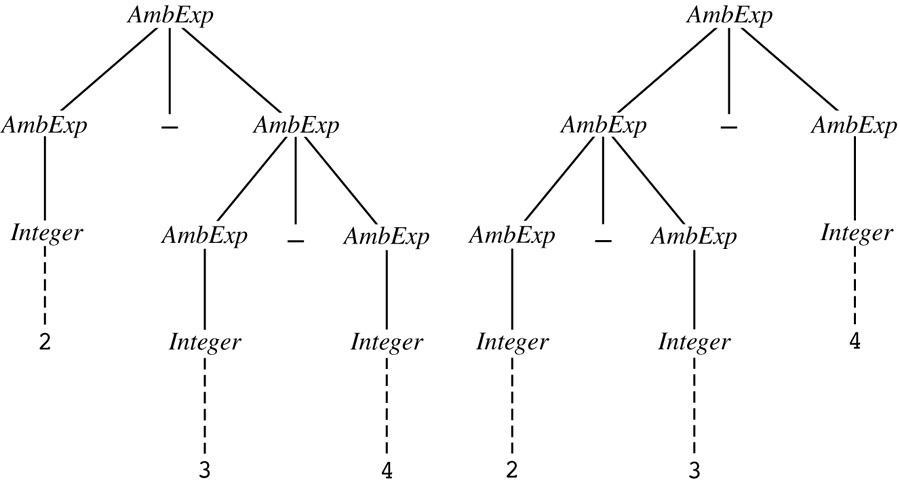 AmbExp AmbExp
AmbExp – AmbExp AmbExp – AmbExp
Integer AmbExp – AmbExp AmbExp – AmbExp Integer
2 Integer Integer Integer Integer 4
3 4 2 3